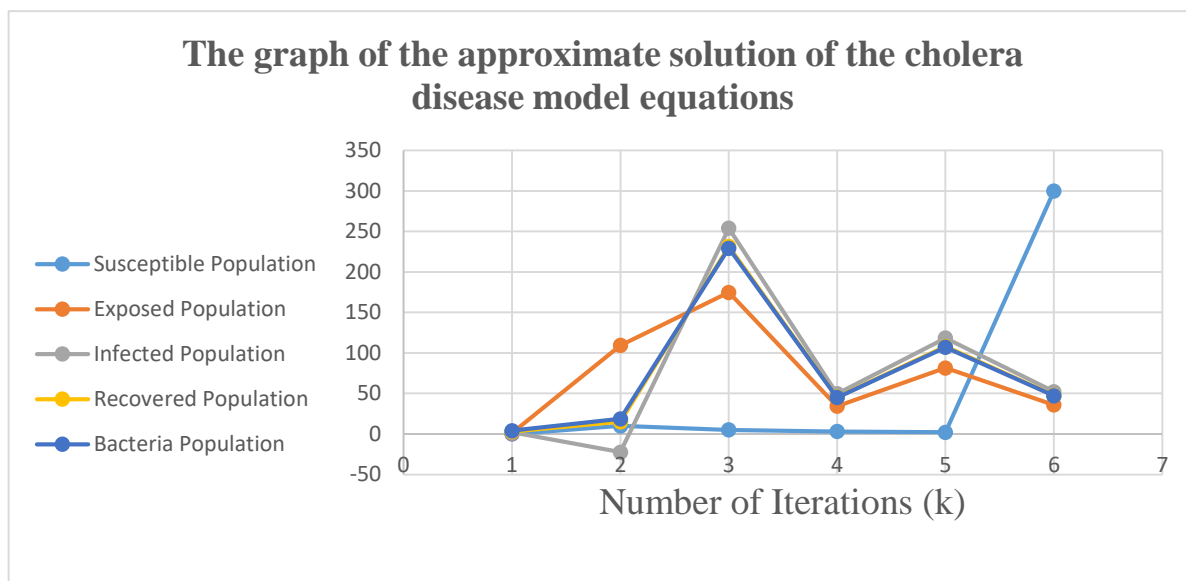 The graph of the approximate solution of the cholera
disease model equations
350
300
250
200
150
100
50
0
-50
0 1 2 3 4 5 6 7
Number of Iterations (k)
Susceptible Population
Exposed Population
Infected Population
Recovered Population
Bacteria Population